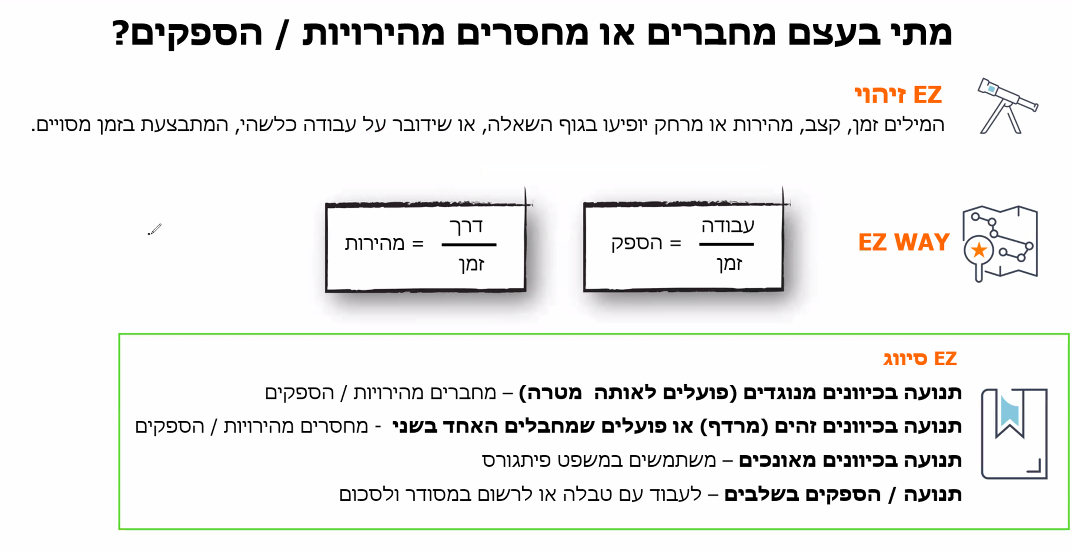 מתי בעצם מחברים או מחסרים מהירויות / הספקים?
EZ זיהוי
המילים זמן, קצב, מהירות או מרחק יופיעו בגוף השאלה, או שידובר על עבודה כלשהי, המתבצעת בזמן מסויים.
EZ WAY
עבודה
הספק =
זמן
דרך
מהירות =
זמן
EZ סיווג
תנועה בכיוונים מנוגדים (פועלים לאותה מטרה) – מחברים מהירויות / הספקים
תנועה בכיוונים זהים (מרדף) או פועלים שמחבלים האחד בשני - מחסרים מהירויות / הספקים
תנועה בכיוונים מאונכים – משתמשים במשפט פיתגורס
תנועה / הספקים בשלבים – לעבוד עם טבלה או לרשום במסודר ולסכום